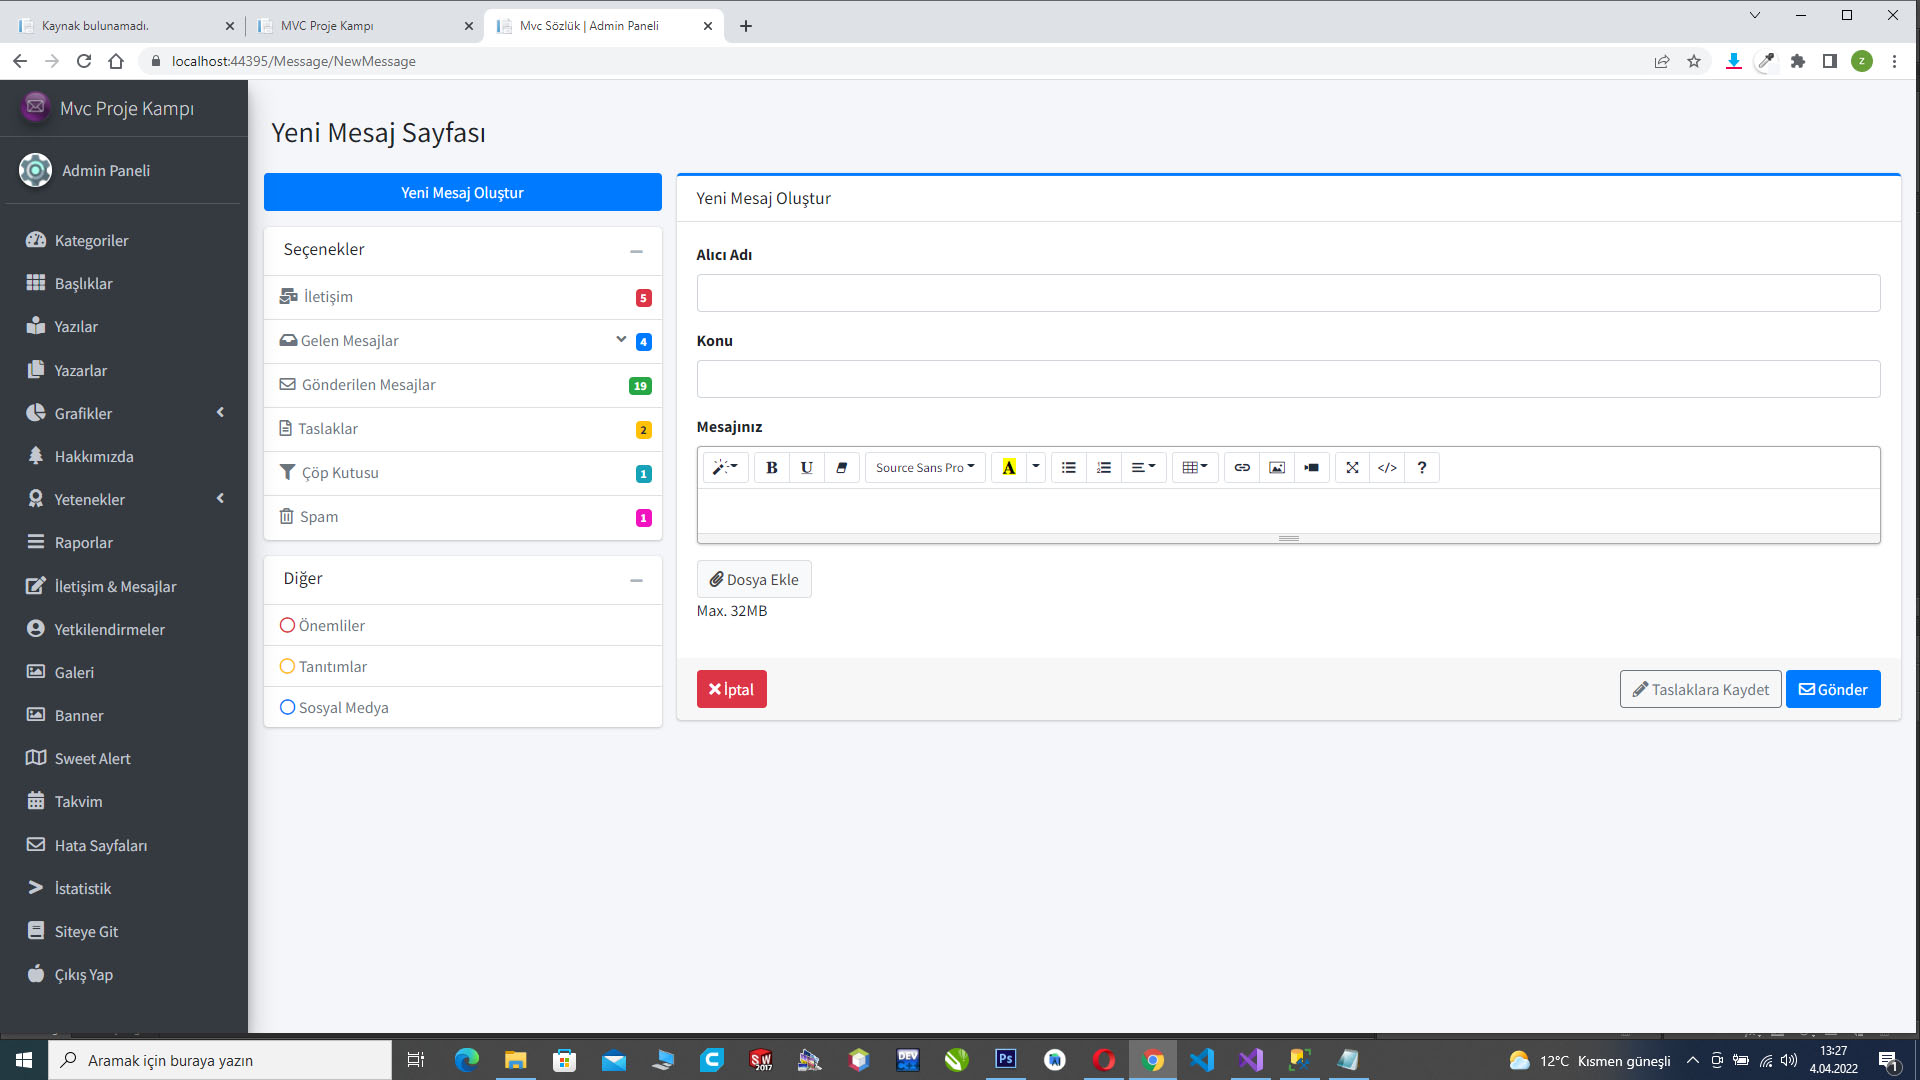 Kaynak bulunamadı.
MVC Proje Kampı
Mvc Sözlük | Admin Paneli
localhost:44395/Message/NewMessage
Z
Mvc Proje Kampı
Admin Paneli
Kategoriler
Başlıklar
Yazılar
Yazarlar
Grafikler
Hakkımızda
Yetenekler
Raporlar
İletişim & Mesajlar
Yetkilendirmeler
Galeri
Banner
Sweet Alert
Takvim
Hata Sayfaları
İstatistik
Siteye Git
Çıkış Yap
Yeni Mesaj Sayfası
Yeni Mesaj Oluştur
Seçenekler
İletişim 5
Gelen Mesajlar 4
Gönderilen Mesajlar 19
Taslaklar 2
Çöp Kutusu 1
Spam 1
Diğer
Önemliler
Tanıtımlar
Sosyal Medya
Yeni Mesaj Oluştur
Alıcı Adı
Konu
Mesajınız
B U Source Sans Pro A </> ?
Dosya Ekle
Max. 32MB
İptal
Taslaklara Kaydet
Gönder
Aramak için buraya yazın
SW
2017
DEV
Ps
12°C Kısmen güneşli
13:27
4.04.2022
1